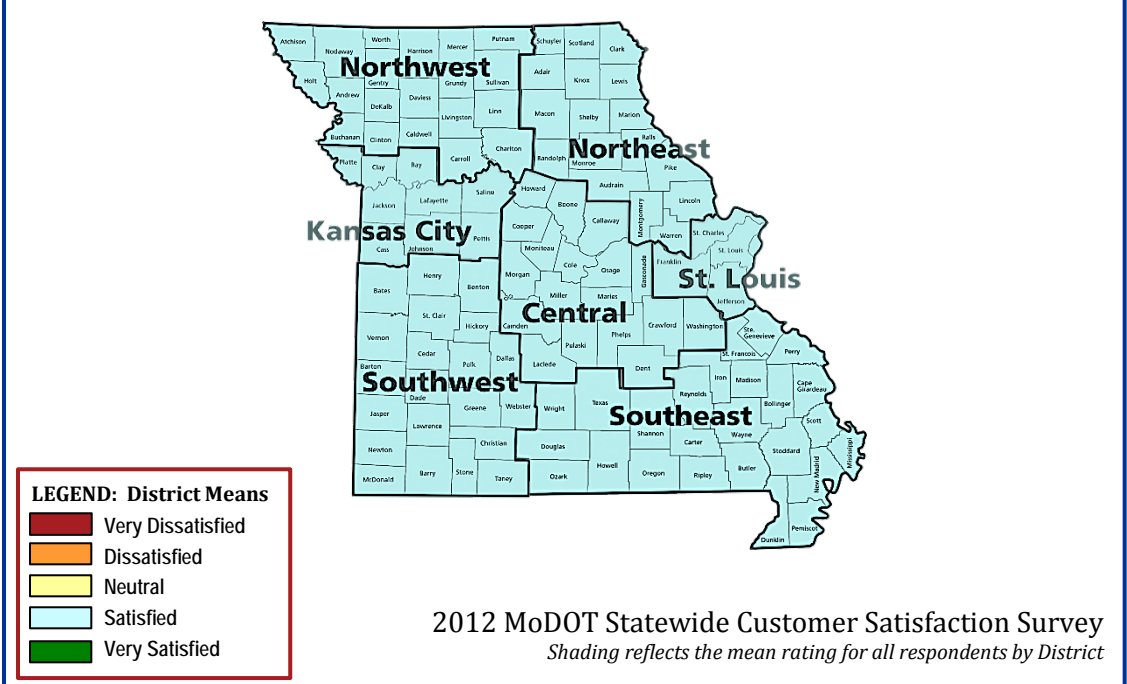 Atchison
Nodaway
Worth
Harrison
Mercer
Putnam
Schuyler
Scotland
Clark
Northwest
Holt
Andrew
Gentry
DeKalb
Daviess
Grundy
Sullivan
Livingston
Linn
Buchanan
Clinton
Caldwell
Carroll
Chariton
Adair
Knox
Lewis
Macon
Shelby
Marion
Ralls
Northeast
Randolph
Monroe
Pike
Audrain
Lincoln
Montgomery
Warren
Platte
Clay
Ray
Jackson
Lafayette
Saline
Kansas City
Cass
Johnson
Pettis
Howard
Boone
Callaway
Cooper
Moniteau
Cole
Osage
Gasconade
Morgan
Miller
Maries
Central
Camden
Pulaski
Phelps
Crawford
Washington
Laclede
Dent
St. Charles
St. Louis
Franklin
St. Louis
Jefferson
Bates
Henry
Benton
St. Clair
Hickory
Vernon
Cedar
Polk
Dallas
Barton
Southwest
Dade
Jasper
Greene
Webster
Lawrence
Newton
Christian
McDonald
Barry
Stone
Taney
Ste.
Genevieve
St. Francois
Perry
Iron
Madison
Cape
Girardeau
Reynolds
Bollinger
Wright
Texas
Southeast
Scott
Shannon
Wayne
Carter
Stoddard
Mississippi
Douglas
Howell
Oregon
Ripley
Butler
New Madrid
Ozark
Pemiscot
Dunklin
LEGEND: District Means
Very Dissatisfied
Dissatisfied
Neutral
Satisfied
Very Satisfied
2012 MoDOT Statewide Customer Satisfaction Survey
Shading reflects the mean rating for all respondents by District